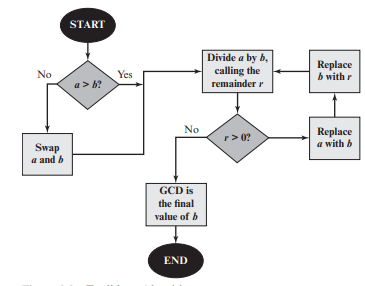 START
No
a > b?
Yes
Swap
a and b
Divide a by b,
calling the
remainder r
Replace
b with r
No
r > 0?
Replace
a with b
GCD is
the final
value of b
END